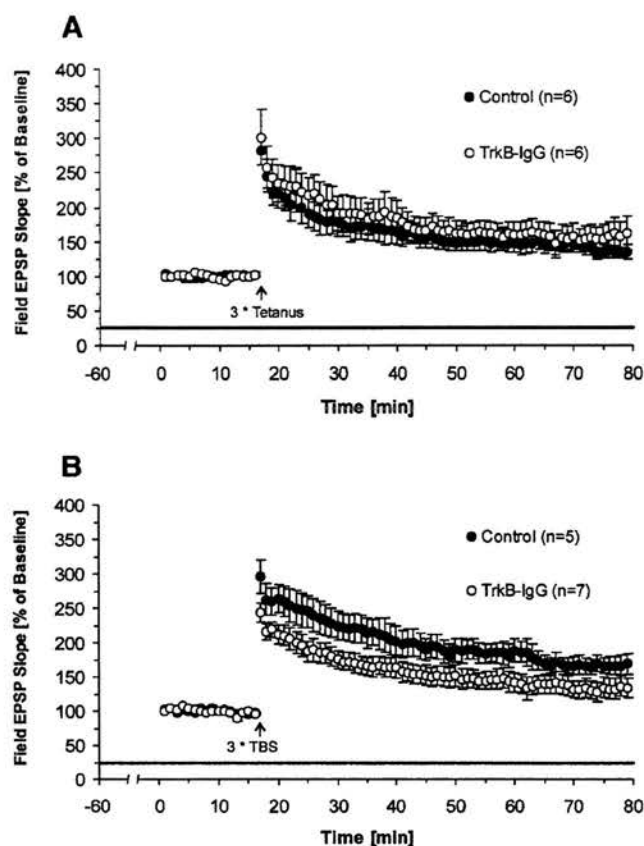 A
Field EPSP Slope [% of Baseline]
400
350
300
250
200
150
100
50
0
Control (n=6)
TrkB-IgG (n=6)
3 * Tetanus
-60 0 10 20 30 40 50 60 70 80
Time [min]
B
Field EPSP Slope [% of Baseline]
400
350
300
250
200
150
100
50
0
Control (n=5)
TrkB-IgG (n=7)
3 * TBS
-60 0 10 20 30 40 50 60 70 80
Time [min]